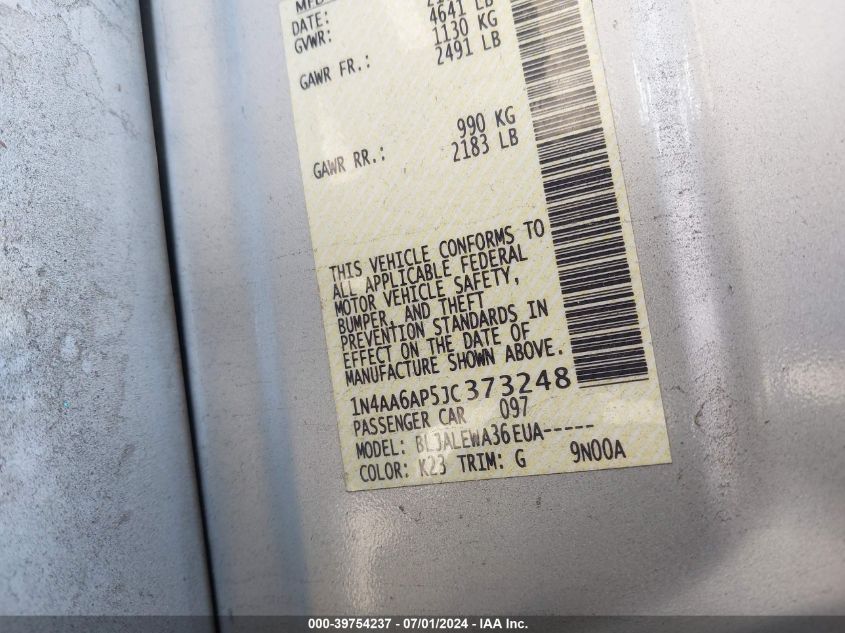 MFD
DATE: 4641 LB
GVWR: 1130 KG
2491 LB
GAWR FR.:
990 KG
GAWR RR.: 2183 LB
THIS VEHICLE CONFORMS TO
ALL APPLICABLE FEDERAL
MOTOR VEHICLE SAFETY,
BUMPER, AND THEFT
PREVENTION STANDARDS IN
EFFECT ON THE DATE OF
MANUFACTURE SHOWN ABOVE.
1N4AA6AP5JC373248
PASSENGER CAR 097
MODEL: BL3ALEWA36EUA-----
COLOR: K23 TRIM: G 9N00A
000-39754237 - 07/01/2024 - IAA Inc.